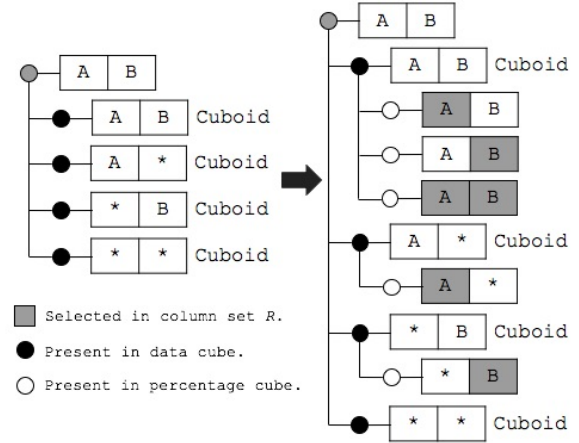 A B
A B Cuboid
A * Cuboid
* B Cuboid
* * Cuboid
Selected in column set R.
Present in data cube.
Present in percentage cube.
A B
A B Cuboid
A B
A B
A B
A * Cuboid
A *
* B Cuboid
* B
* * Cuboid